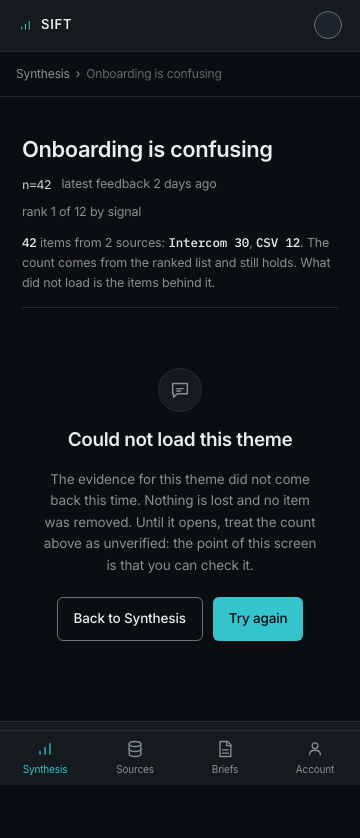 SIFT
Synthesis › Onboarding is confusing
Onboarding is confusing
n=42 latest feedback 2 days ago
rank 1 of 12 by signal
42 items from 2 sources: Intercom 30, CSV 12. The
count comes from the ranked list and still holds. What
did not load is the items behind it.
Could not load this theme
The evidence for this theme did not come
back this time. Nothing is lost and no item
was removed. Until it opens, treat the count
above as unverified: the point of this screen
is that you can check it.
Back to Synthesis Try again
Synthesis Sources Briefs Account